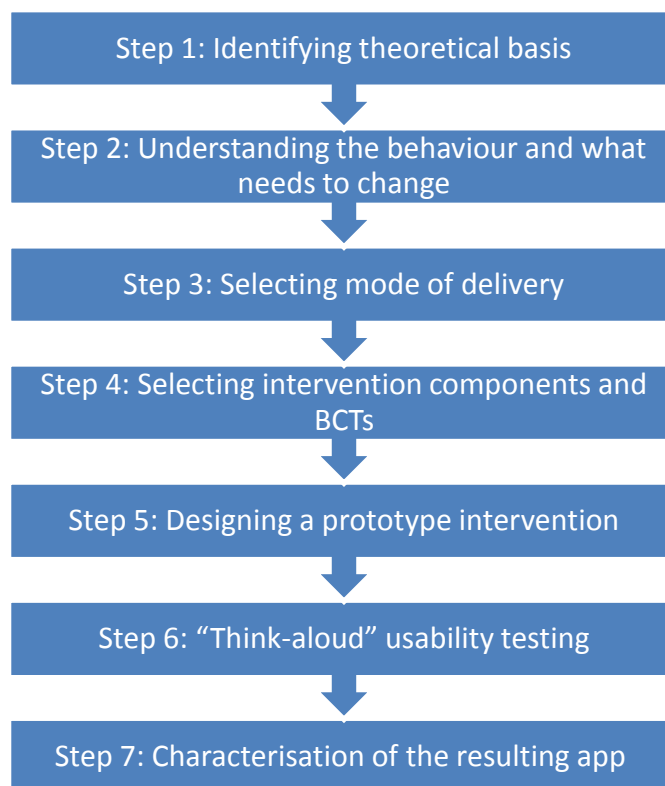 Step 1: Identifying theoretical basis
Step 2: Understanding the behaviour and what
needs to change
Step 3: Selecting mode of delivery
Step 4: Selecting intervention components and
BCTs
Step 5: Designing a prototype intervention
Step 6: “Think-aloud” usability testing
Step 7: Characterisation of the resulting app